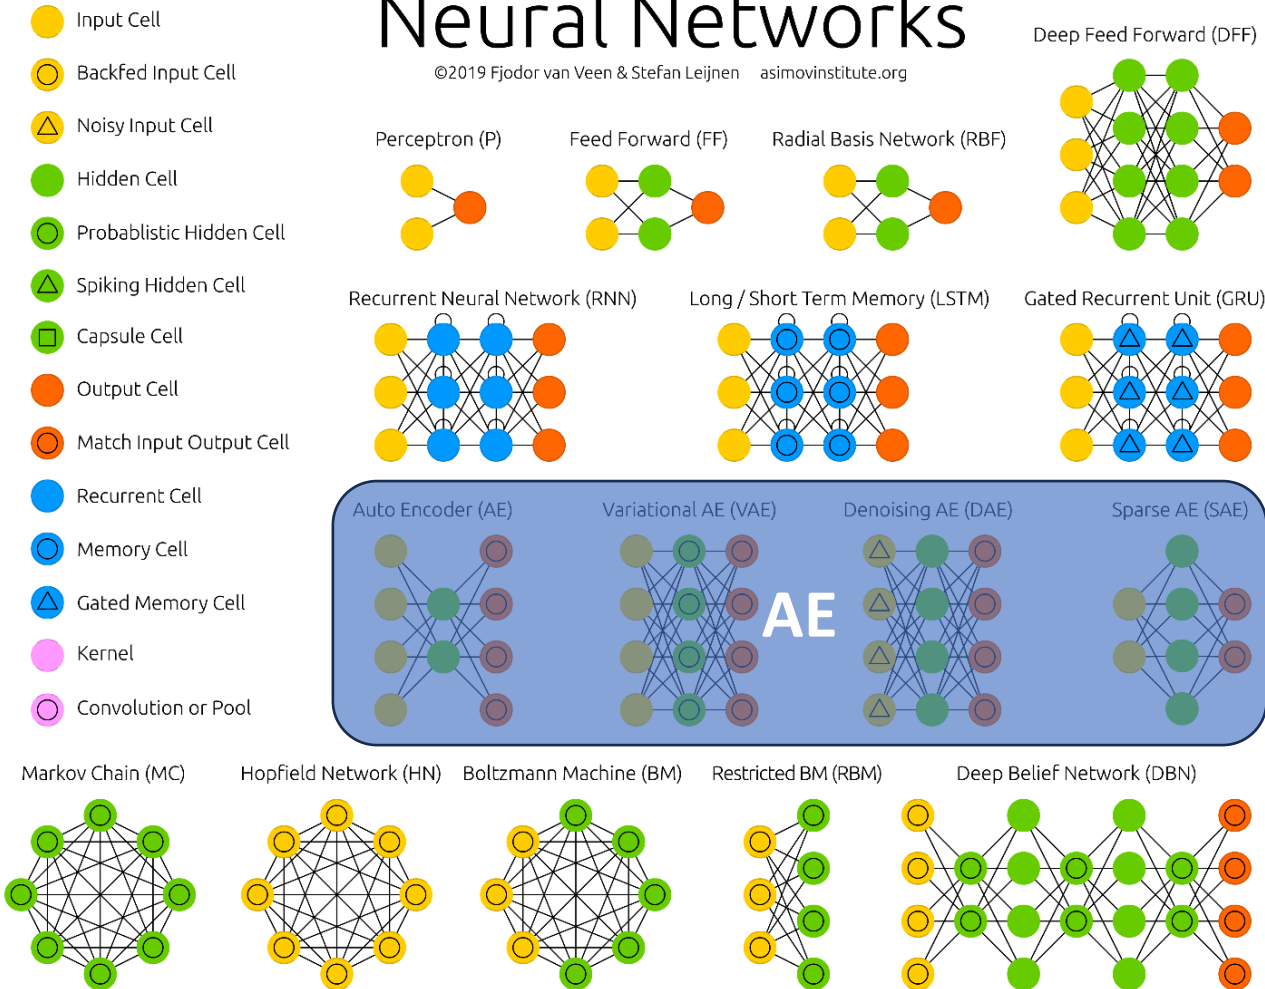 Neural Networks
©2019 Fjodor van Veen & Stefan Leijnen asimovinstitute.org
Input Cell
Backfed Input Cell
Noisy Input Cell
Hidden Cell
Probablistic Hidden Cell
Spiking Hidden Cell
Capsule Cell
Output Cell
Match Input Output Cell
Recurrent Cell
Memory Cell
Gated Memory Cell
Kernel
Convolution or Pool
Deep Feed Forward (DFF)
Perceptron (P)
Feed Forward (FF)
Radial Basis Network (RBF)
Recurrent Neural Network (RNN)
Long / Short Term Memory (LSTM)
Gated Recurrent Unit (GRU)
Auto Encoder (AE)
Variational AE (VAE)
Denoising AE (DAE)
Sparse AE (SAE)
AE
Markov Chain (MC)
Hopfield Network (HN)
Boltzmann Machine (BM)
Restricted BM (RBM)
Deep Belief Network (DBN)